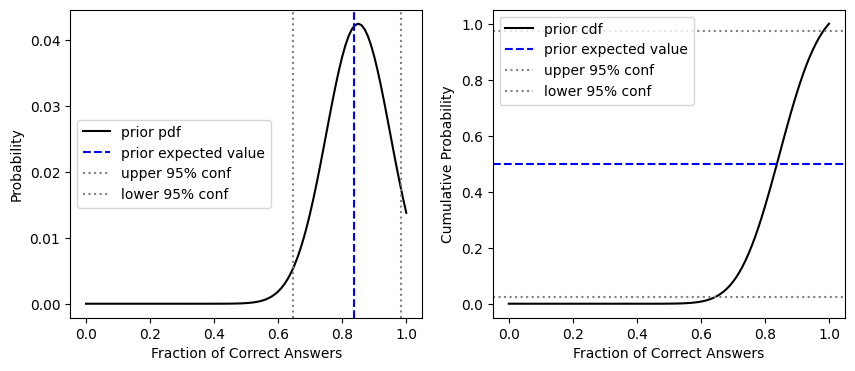 0.04
0.03
0.02
0.01
0.00
Probability
prior pdf
prior expected value
upper 95% conf
lower 95% conf
0.0
0.2
0.4
0.6
0.8
1.0
Fraction of Correct Answers
1.0
0.8
0.6
0.4
0.2
0.0
Cumulative Probability
prior cdf
prior expected value
upper 95% conf
lower 95% conf
0.0
0.2
0.4
0.6
0.8
1.0
Fraction of Correct Answers